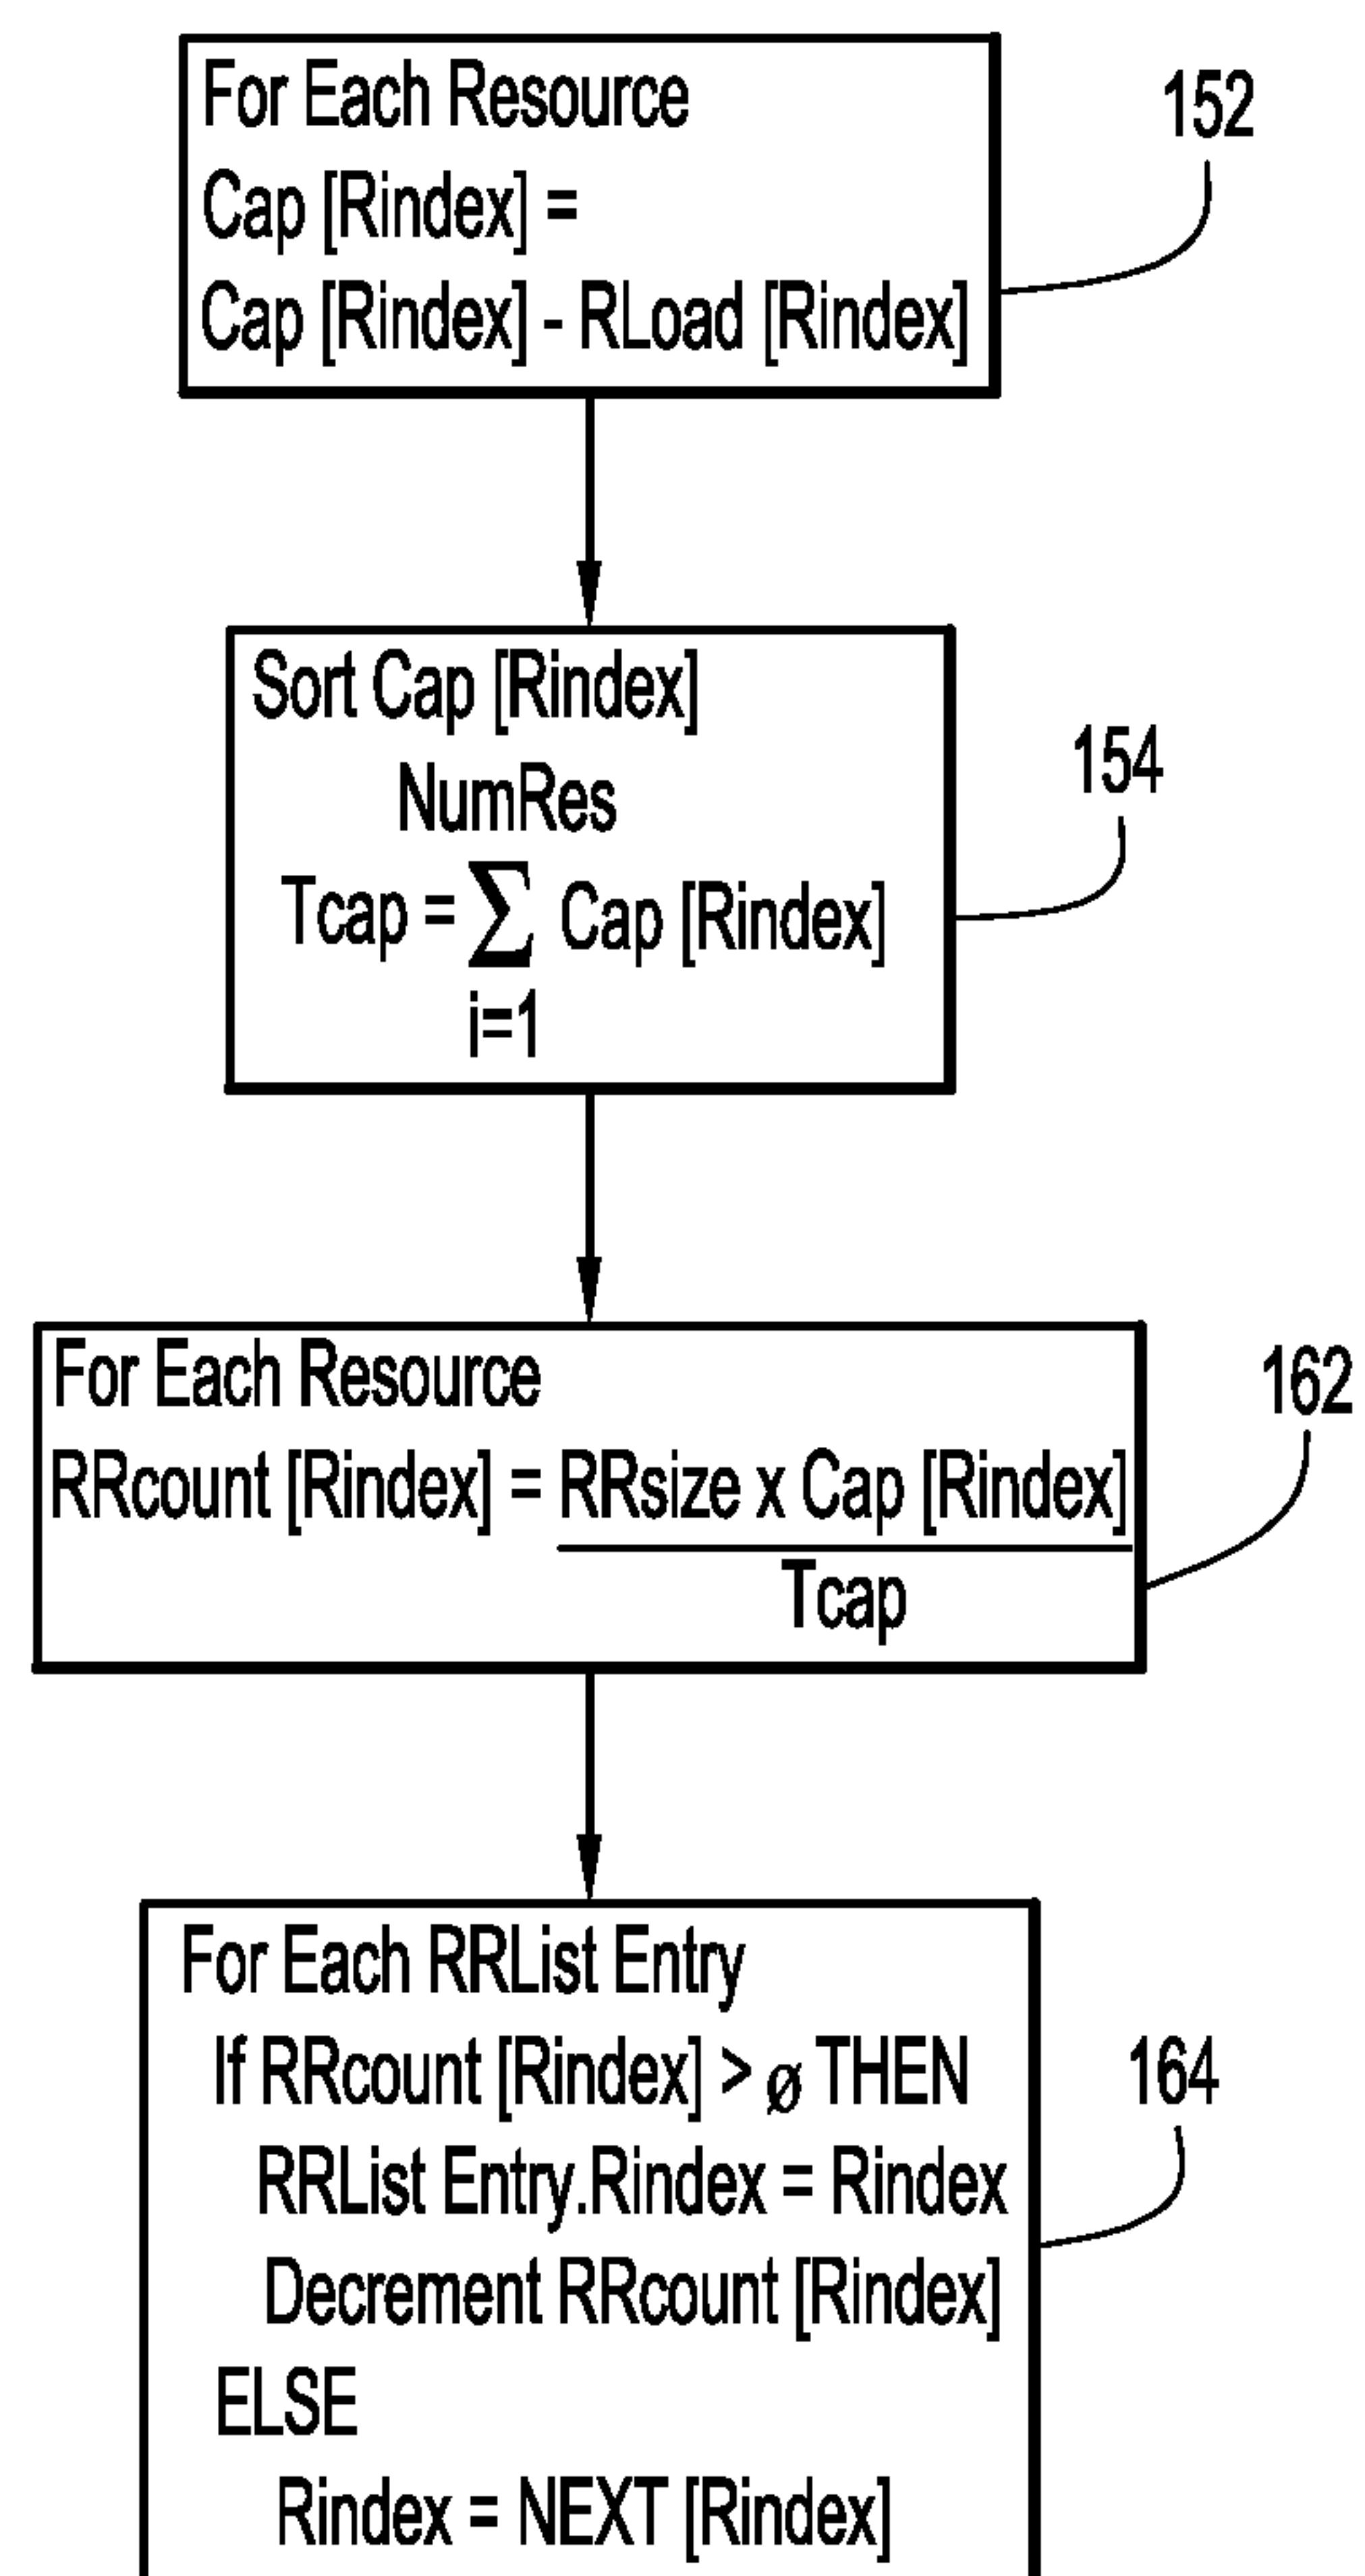 For Each Resource
Cap [Rindex] =
Cap [Rindex] - RLoad [Rindex]
152
Sort Cap [Rindex]
NumRes
Tcap = ∑ Cap [Rindex]
i=1
154
For Each Resource
RRcount [Rindex] = RRsize x Cap [Rindex]
Tcap
162
For Each RRList Entry
If RRcount [Rindex] > ø THEN
RRList Entry.Rindex = Rindex
Decrement RRcount [Rindex]
ELSE
Rindex = NEXT [Rindex]
164